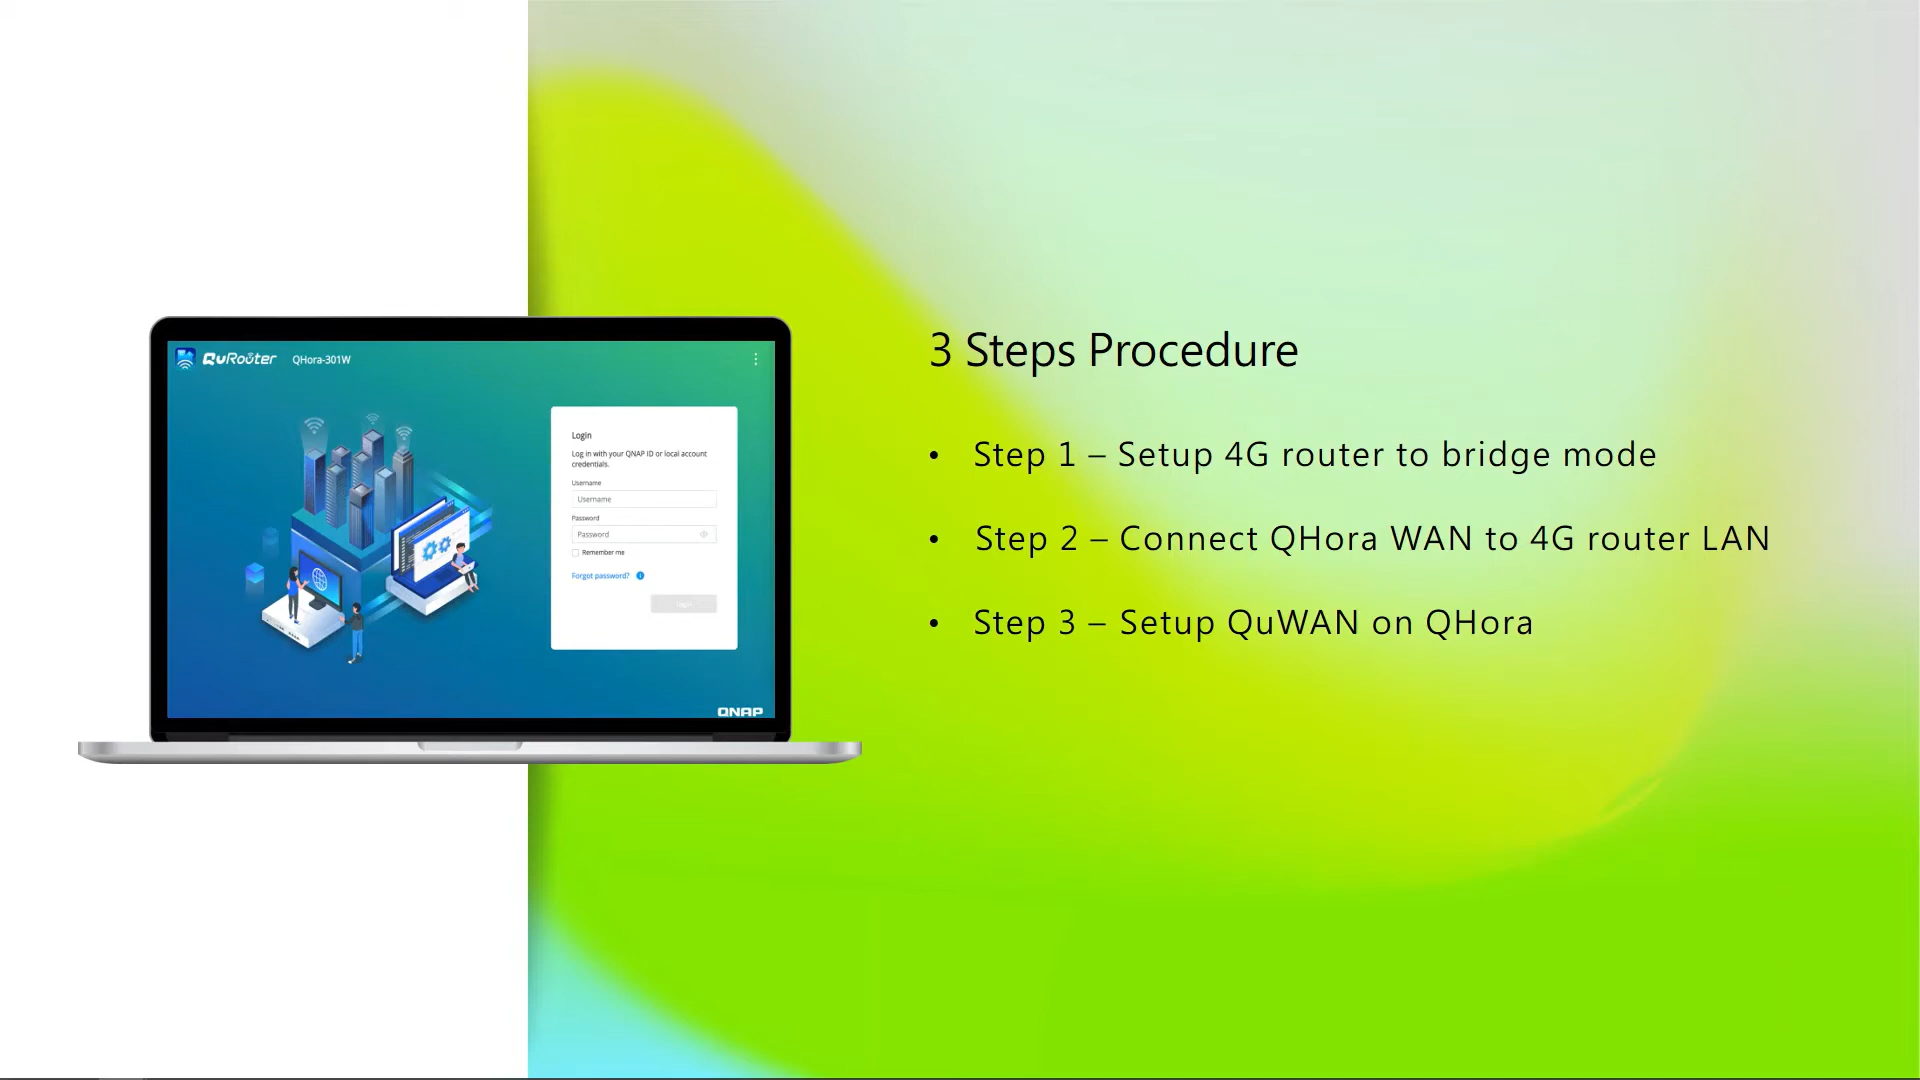 QuRouter QHora-301W
Login
Log in with your QNAP ID or local account
credentials.
Username
Username
Password
Password
Remember me
Forgot password?
QNAP
3 Steps Procedure
• Step 1 – Setup 4G router to bridge mode
• Step 2 – Connect QHora WAN to 4G router LAN
• Step 3 – Setup QuWAN on QHora